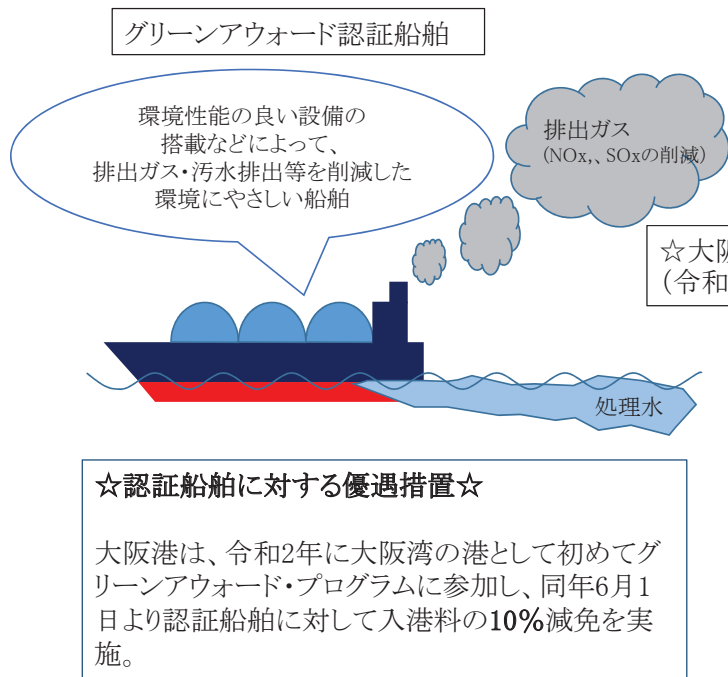 グリーンアウォード認証船舶
環境性能の良い設備の
搭載などによって、
排出ガス・汚水排出等を削減した
環境にやさしい船舶
排出ガス
(NOx,、SOxの削減)
☆大阪
(令和
処理水
☆認証船舶に対する優遇措置☆
大阪港は、令和2年に大阪湾の港として初めてグ
リーンアウォード・プログラムに参加し、同年6月1
日より認証船舶に対して入港料の10%減免を実
施。